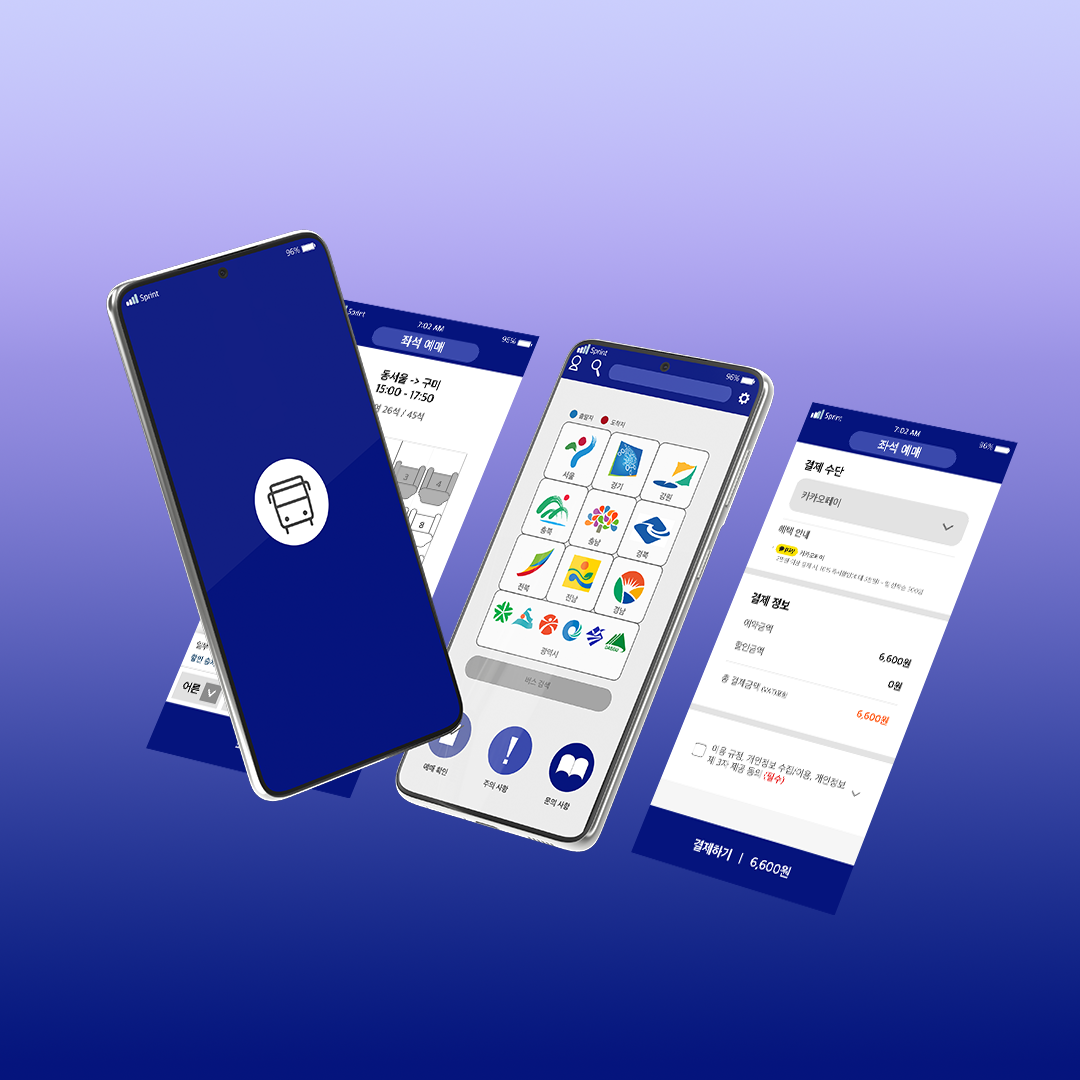 Sprint
96%
Sprint
7:02 AM
96%
좌석 예매
동서울 -> 구미
15:00 - 17:50
26석 / 45석
3
4
8
일부
할인 승
어른
Sprint
96%
출발지
도착지
서울
경기
강원
충북
충남
경북
전북
전남
경남
광역시
버스 검색
예매 확인
주의 사항
문의 사항
Sprint
7:02 AM
96%
좌석 예매
결제 수단
카카오페이
혜택 안내
pay 카카오페이
결제 정보
예약금액
6,600원
할인금액
0원
총 결제금액 (VAT포함)
6,600원
이용 규정, 개인정보 수집/이용, 개인정보
제 3자 제공 동의 (필수)
결제하기 | 6,600원